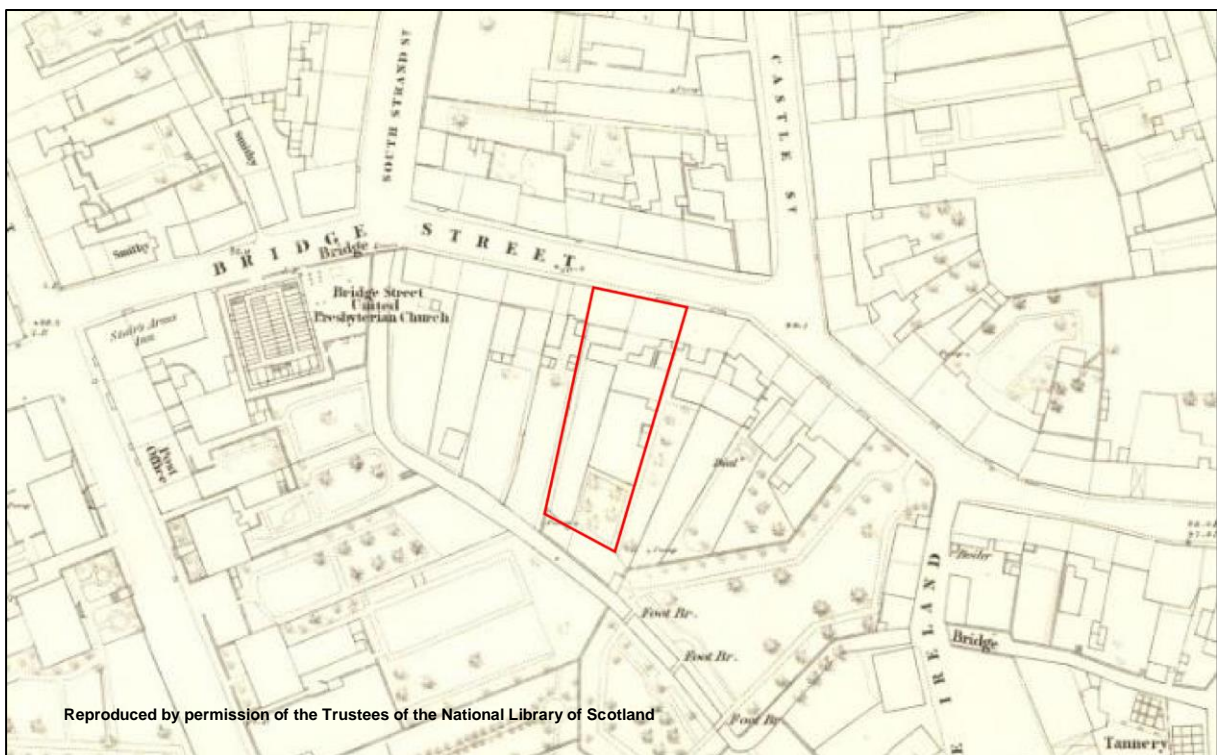 SOUTH STRAND Sᵀ
CASTLE Sᵀ
Smithy
Smithy
BRIDGE STREET
Bridge
Bridge Street
United
Presbyterian Church
Stair's Arms
Inn
Post
Office
Foot Br.
Foot Br.
Foot Br.
IRELAND
Bridge
Tannery
Reproduced by permission of the Trustees of the National Library of Scotland